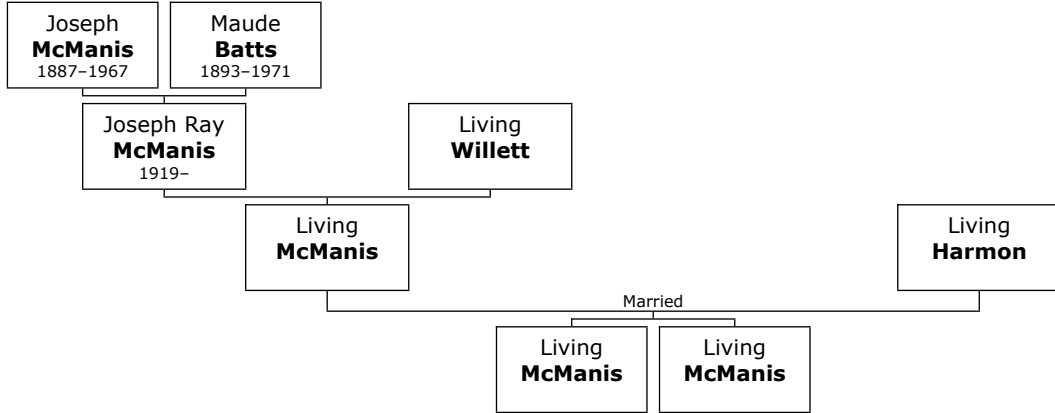 Joseph
McManis
1887–1967
Maude
Batts
1893–1971
Joseph Ray
McManis
1919–
Living
Willett
Living
McManis
Living
Harmon
Married
Living
McManis
Living
McManis